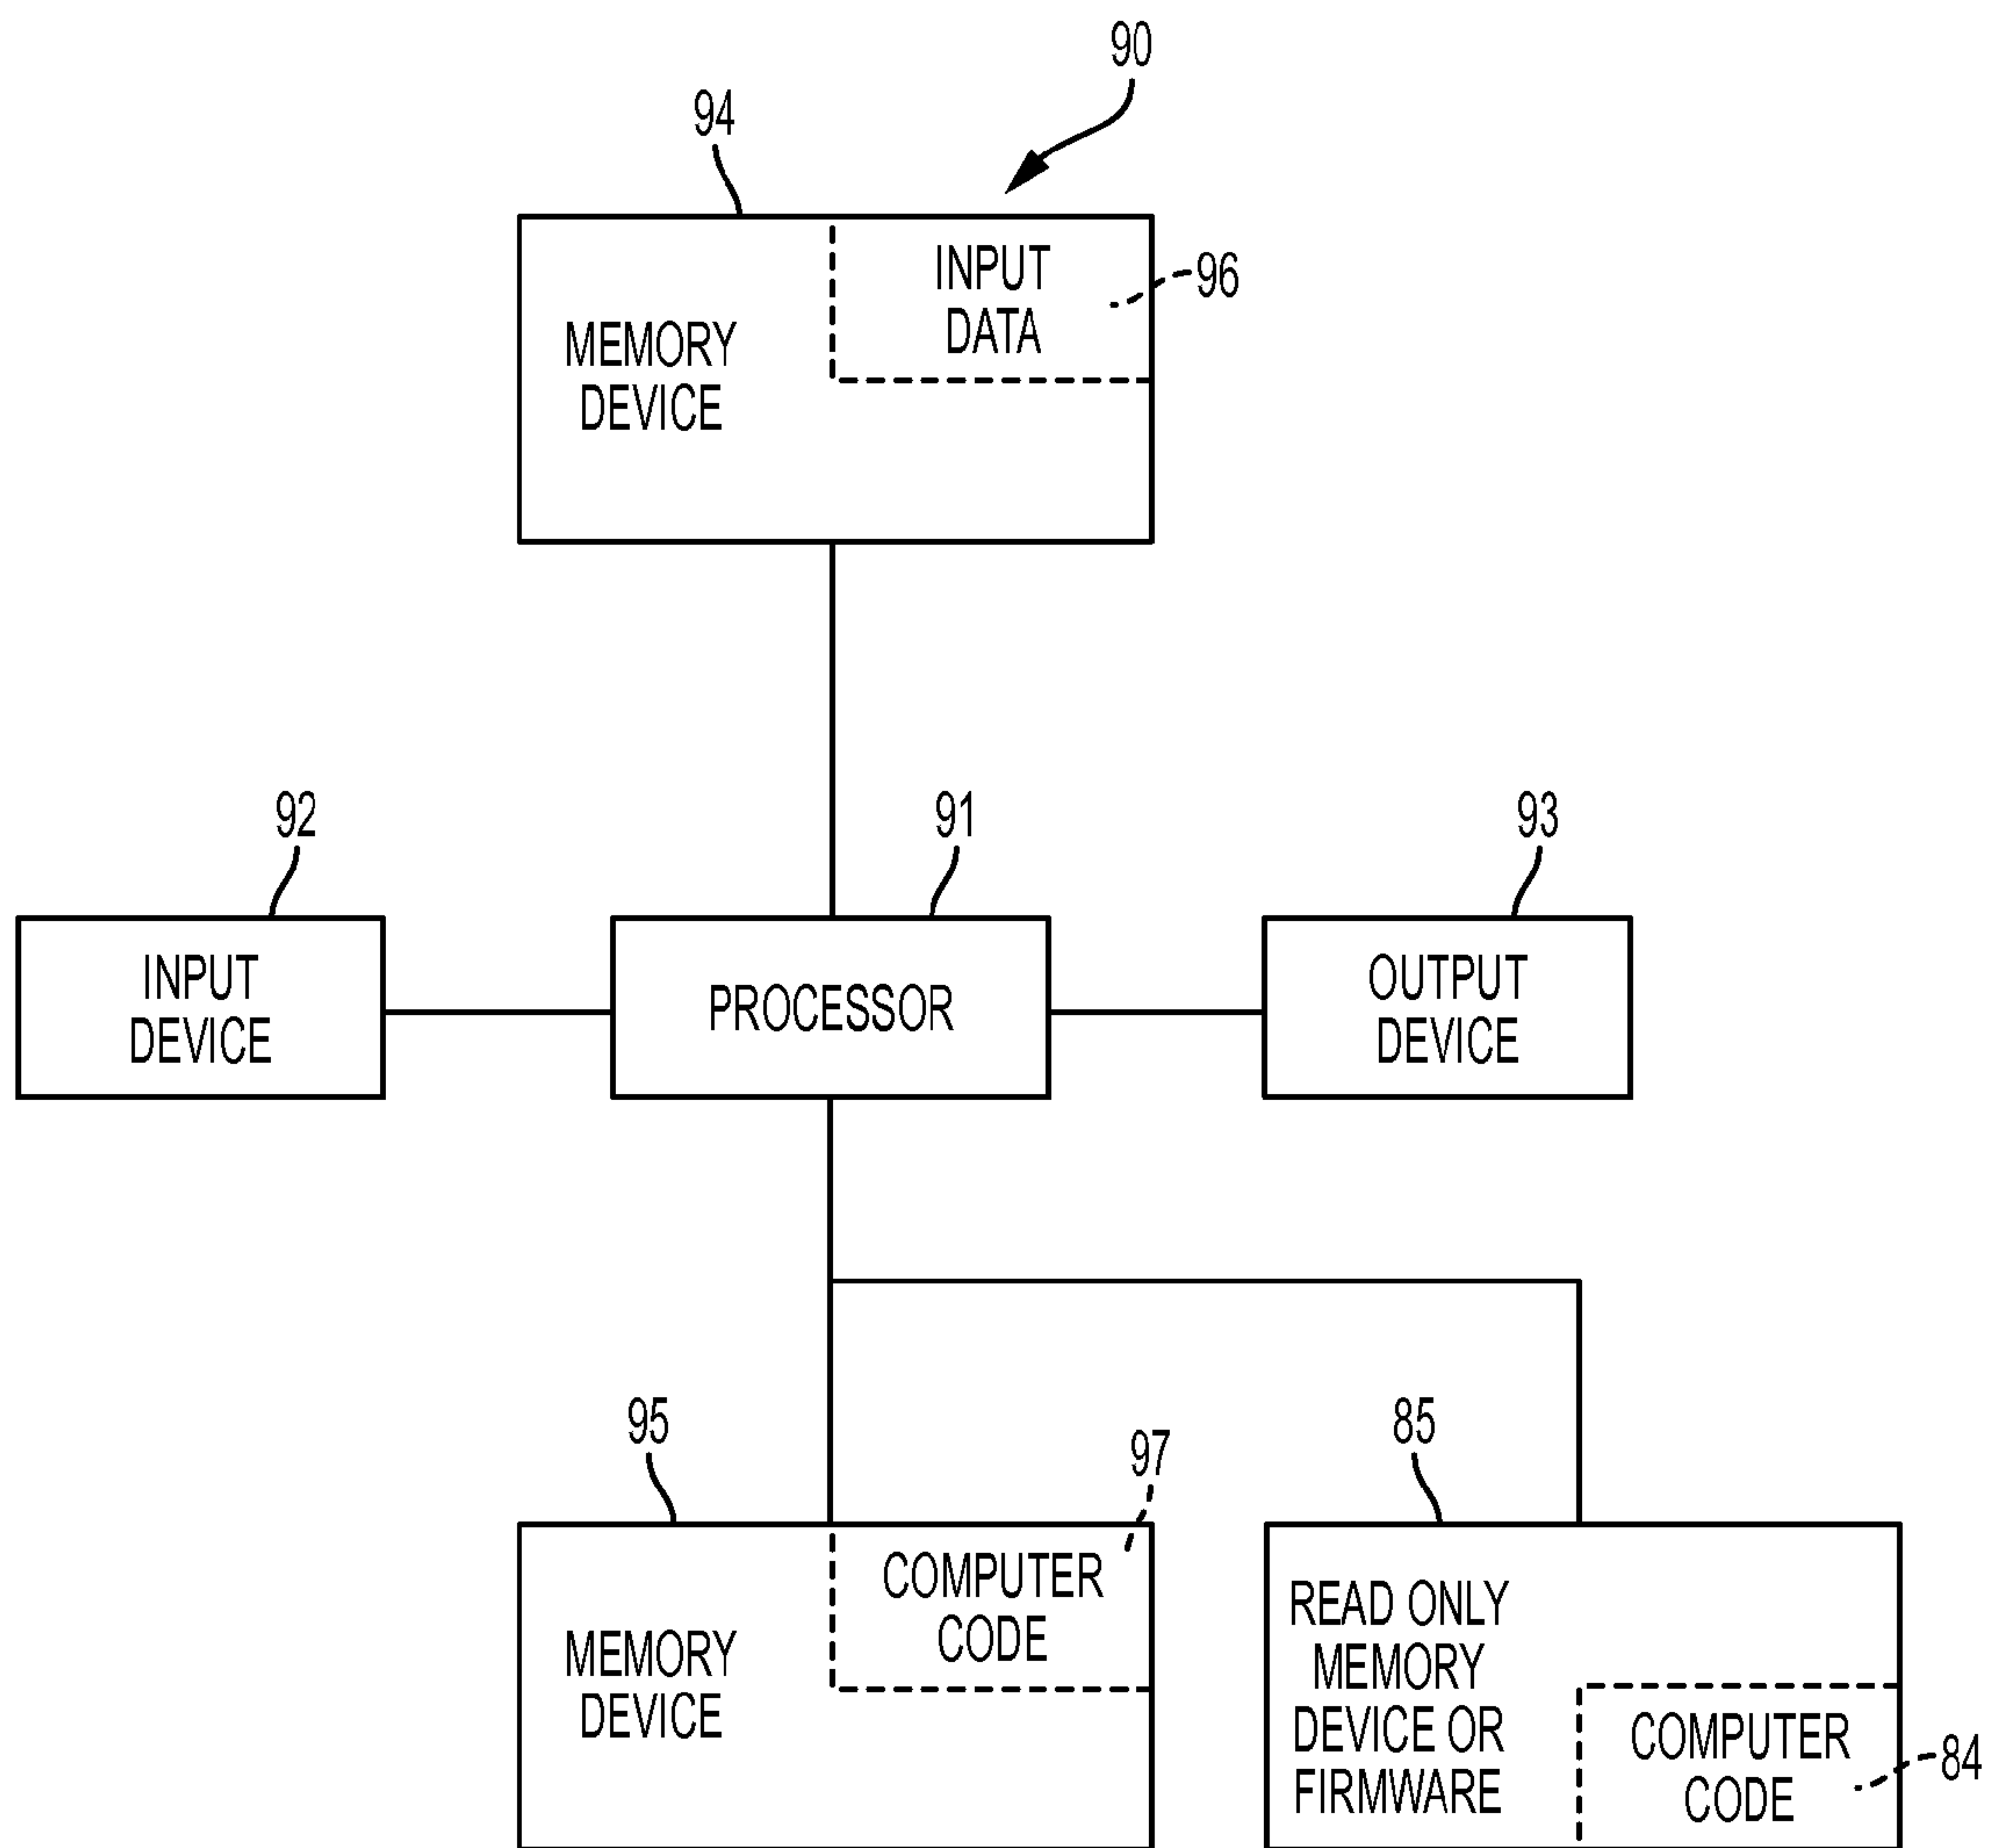 90
94
INPUT
DATA
96
MEMORY
DEVICE
92
91
93
INPUT
DEVICE
PROCESSOR
OUTPUT
DEVICE
95
97
85
COMPUTER
CODE
MEMORY
DEVICE
READ ONLY
MEMORY
DEVICE OR
FIRMWARE
COMPUTER
CODE
84